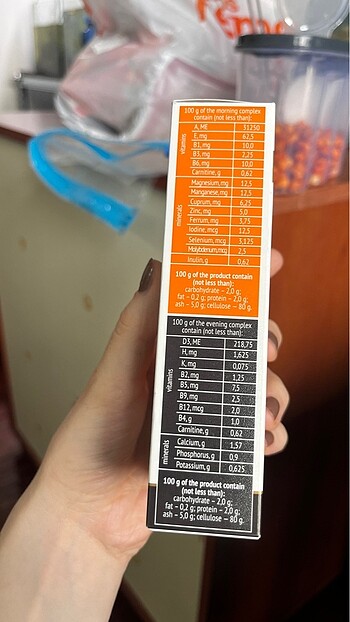 100 g of the morning complex
contain (not less than):
vitamins
A, ME 31250
E, mg 62,5
B1, mg 10,0
B3, mg 2,25
B6, mg 10,0
Carnitine, g 0,62
minerals
Magnesium, mg 12,5
Manganese, mg 12,5
Cuprum, mg 6,25
Zinc, mg 5,0
Ferrum, mg 3,75
Iodine, mcg 12,5
Selenium, mcg 3,125
Molybdenum, mcg 2,5
Inulin, g 0,62
100 g of the product contain
(not less than):
carbohydrate – 2,0 g;
fat – 0,2 g; protein – 2,0 g;
ash – 5,0 g; cellulose — 80 g.
100 g of the evening complex
contain (not less than):
vitamins
D3, ME 218,75
H, mg 1,625
K, mg 0,075
B2, mg 1,25
B5, mg 7,5
B9, mg 2,5
B12, mcg 2,0
B4, g 1,0
Carnitine, g 0,62
minerals
Calcium, g 1,57
Phosphorus, g 0,9
Potassium, g 0,625
100 g of the product contain
(not less than):
carbohydrate – 2,0 g;
fat – 0,2 g; protein – 2,0 g;
ash – 5,0 g; cellulose — 80 g.